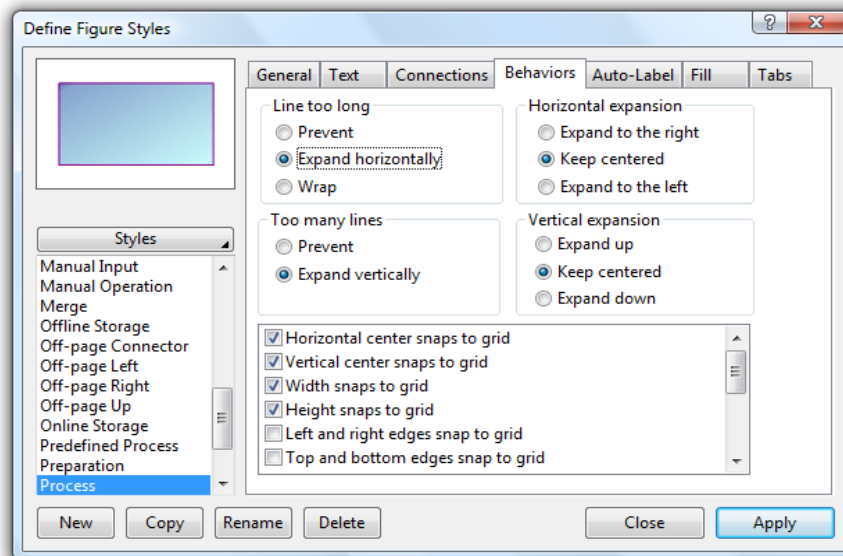 Define Figure Styles
General Text Connections Behaviors Auto-Label Fill Tabs
Line too long
Prevent
Expand horizontally
Wrap
Horizontal expansion
Expand to the right
Keep centered
Expand to the left
Too many lines
Prevent
Expand vertically
Vertical expansion
Expand up
Keep centered
Expand down
Styles
Manual Input
Manual Operation
Merge
Offline Storage
Off-page Connector
Off-page Left
Off-page Right
Off-page Up
Online Storage
Predefined Process
Preparation
Process
Horizontal center snaps to grid
Vertical center snaps to grid
Width snaps to grid
Height snaps to grid
Left and right edges snap to grid
Top and bottom edges snap to grid
New Copy Rename Delete Close Apply